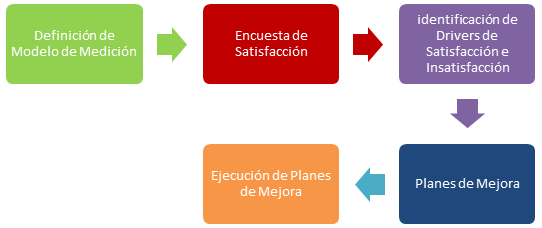 Definición de
Modelo de Medición
Encuesta de
Satisfacción
identificación de
Drivers de
Satisfacción e
Insatisfacción
Planes de Mejora
Ejecución de Planes
de Mejora